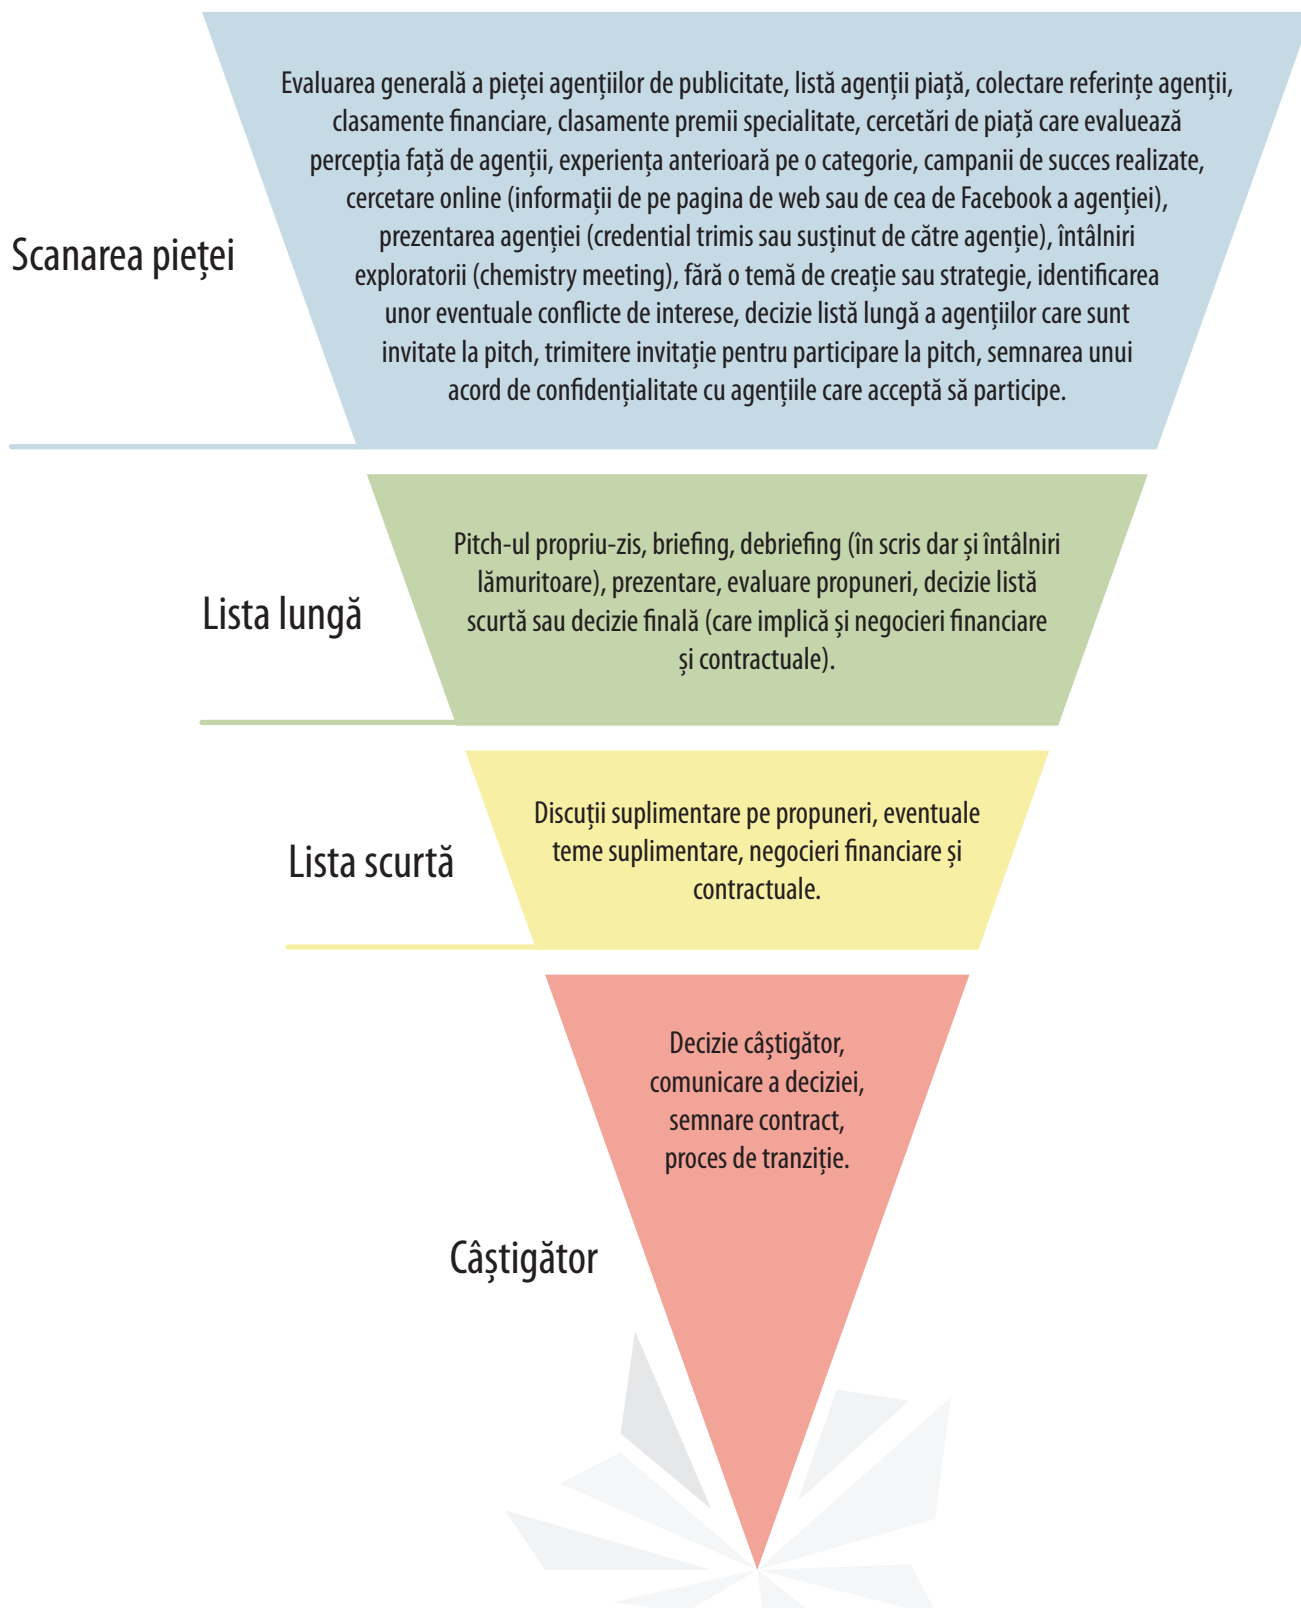 Evaluarea generală a pieței agențiilor de publicitate, listă agenții piață, colectare referințe agenții,
clasamente financiare, clasamente premii specialitate, cercetări de piață care evaluează
percepția față de agenții, experiența anterioară pe o categorie, campanii de succes realizate,
cercetare online (informații de pe pagina de web sau de cea de Facebook a agenției),
prezentarea agenției (credential trimis sau susținut de către agenție), întâlniri
exploratorii (chemistry meeting), fără o temă de creație sau strategie, identificarea
unor eventuale conflicte de interese, decizie listă lungă a agențiilor care sunt
invitate la pitch, trimitere invitație pentru participare la pitch, semnarea unui
acord de confidențialitate cu agențiile care acceptă să participe.
Scanarea pieței
Pitch-ul propriu-zis, briefing, debriefing (în scris dar și întâlniri
lămuritoare), prezentare, evaluare propuneri, decizie listă
scurtă sau decizie finală (care implică și negocieri financiare
și contractuale).
Lista lungă
Discuții suplimentare pe propuneri, eventuale
teme suplimentare, negocieri financiare și
contractuale.
Lista scurtă
Decizie câștigător,
comunicare a deciziei,
semnare contract,
proces de tranziție.
Câștigător